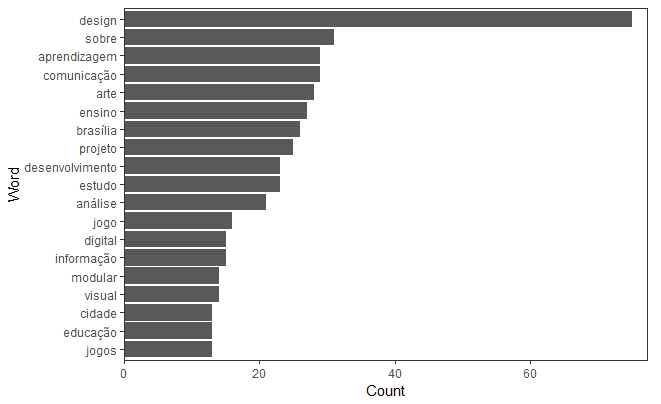 design
sobre
aprendizagem
comunicação
arte
ensino
brasília
projeto
desenvolvimento
estudo
análise
jogo
digital
informação
modular
visual
cidade
educação
jogos
Word
0 20 40 60
Count